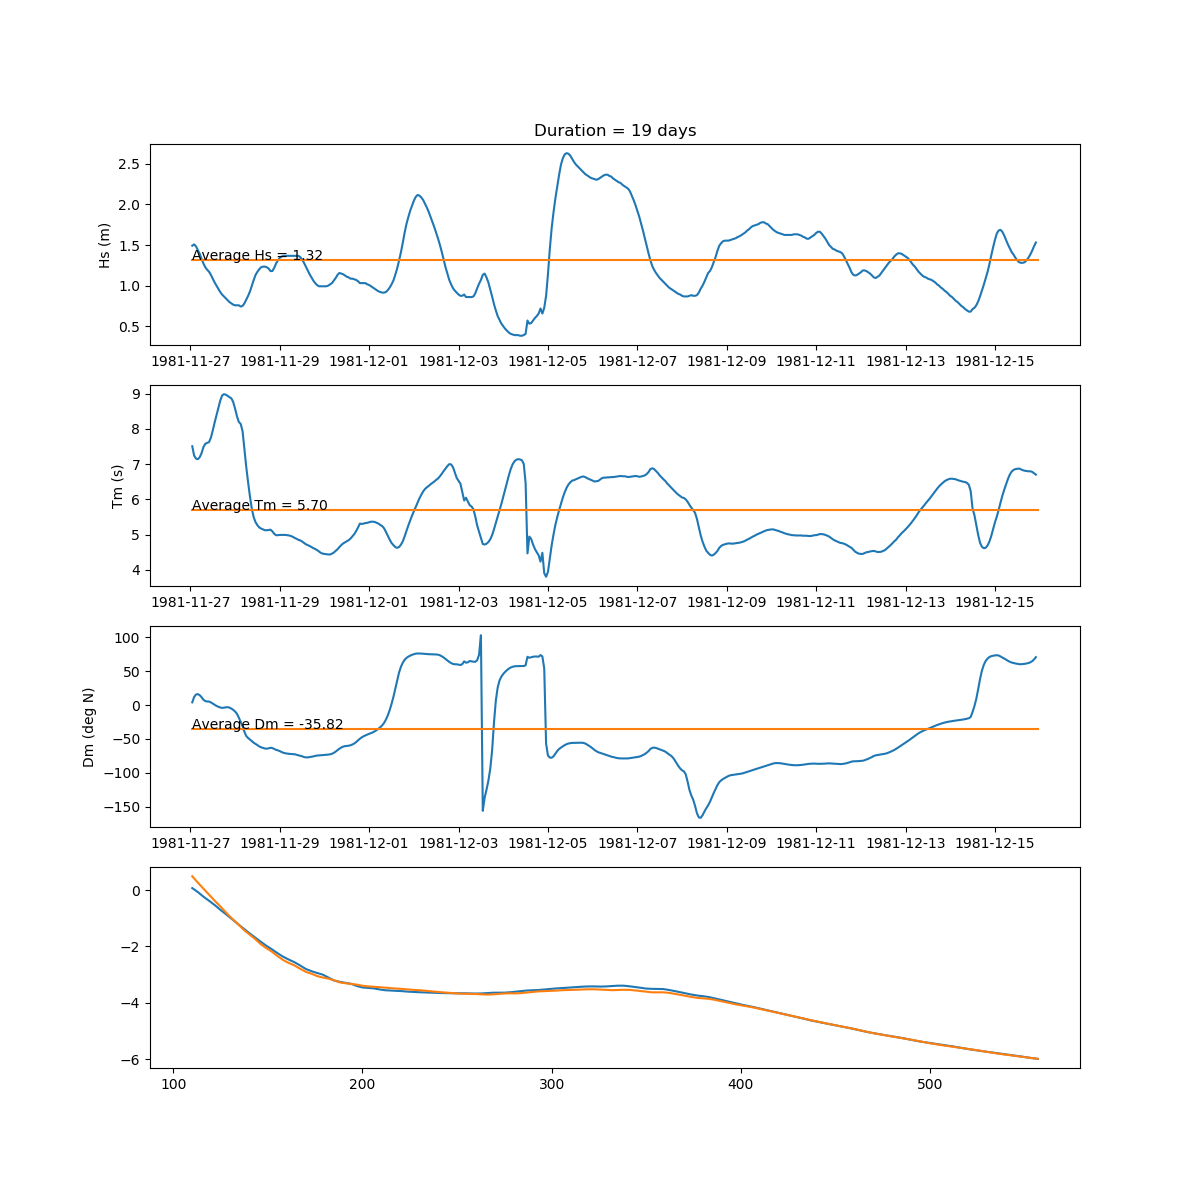 Duration = 19 days
2.5
2.0
1.5
1.0
0.5
Hs (m)
Average Hs = 1.32
1981-11-27 1981-11-29 1981-12-01 1981-12-03 1981-12-05 1981-12-07 1981-12-09 1981-12-11 1981-12-13 1981-12-15
9
8
7
6
5
4
Tm (s)
Average Tm = 5.70
1981-11-27 1981-11-29 1981-12-01 1981-12-03 1981-12-05 1981-12-07 1981-12-09 1981-12-11 1981-12-13 1981-12-15
100
50
0
−50
−100
−150
Dm (deg N)
Average Dm = -35.82
1981-11-27 1981-11-29 1981-12-01 1981-12-03 1981-12-05 1981-12-07 1981-12-09 1981-12-11 1981-12-13 1981-12-15
0
−2
−4
−6
100 200 300 400 500